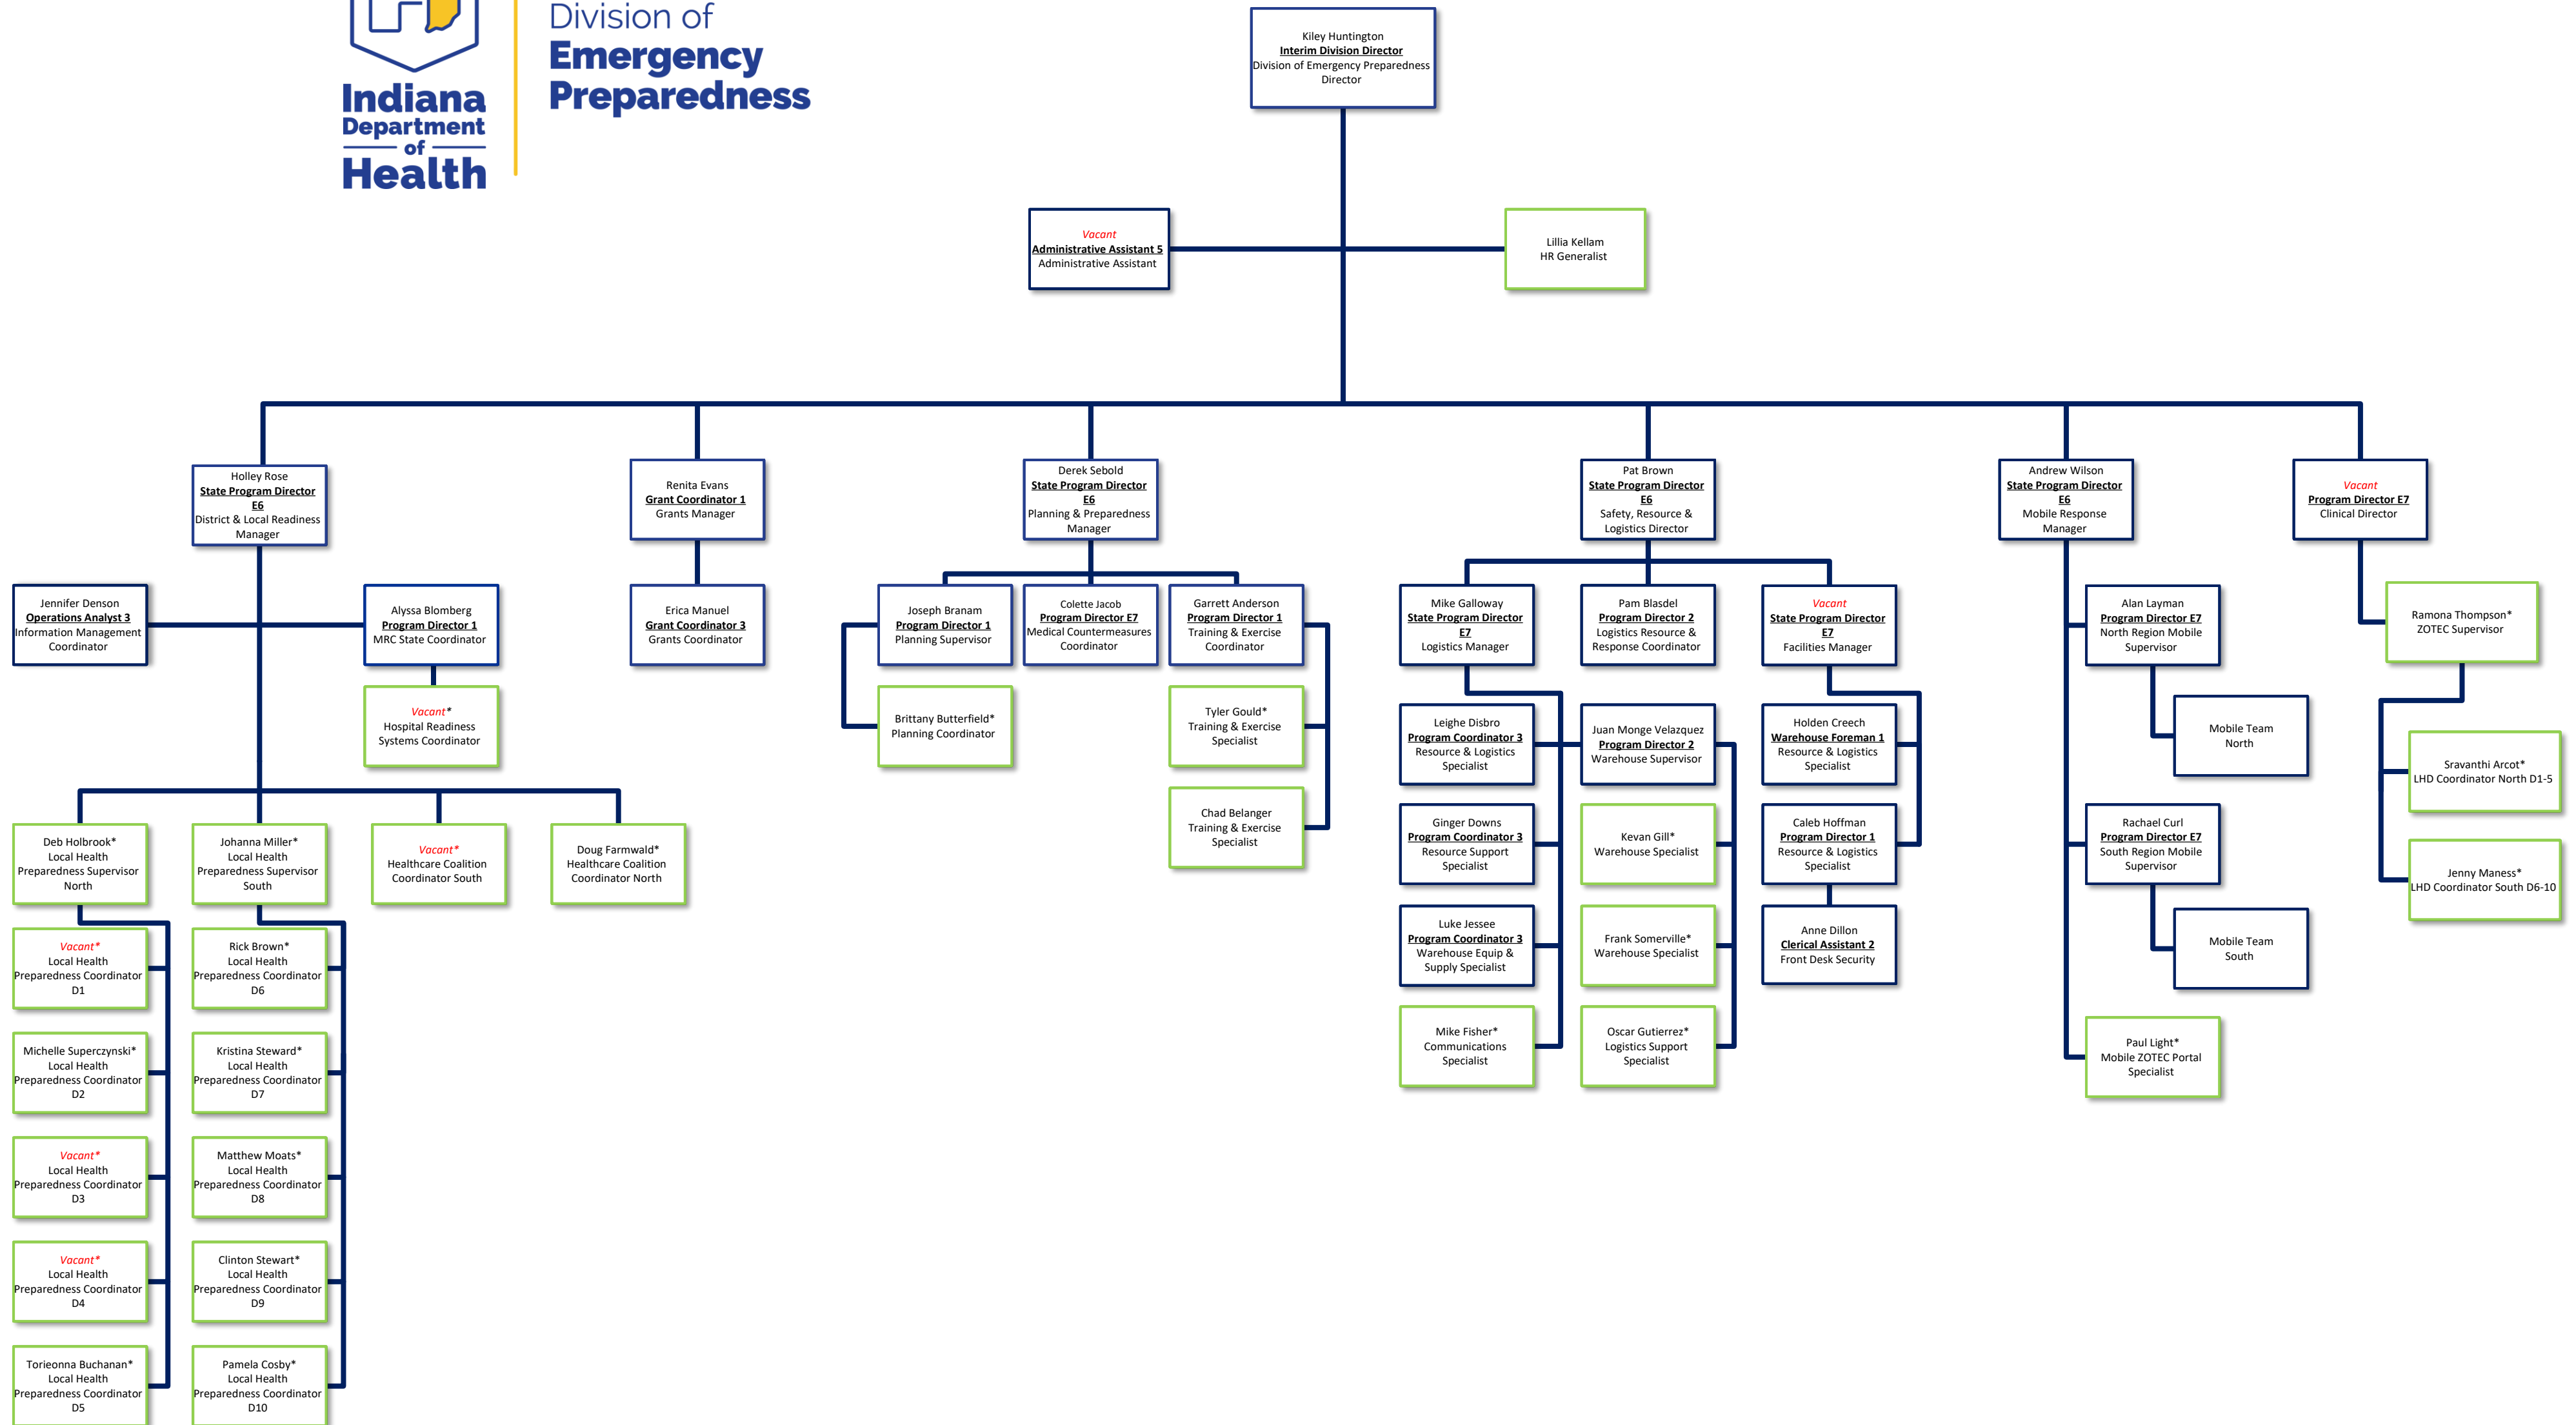 Indiana
Department
of
Health
Division of
Emergency
Preparedness
Kiley Huntington
Interim Division Director
Division of Emergency Preparedness
Director
Vacant
Administrative Assistant 5
Administrative Assistant
Lillia Kellam
HR Generalist
Holley Rose
State Program Director
E6
District & Local Readiness
Manager
Renita Evans
Grant Coordinator 1
Grants Manager
Derek Sebold
State Program Director
E6
Planning & Preparedness
Manager
Pat Brown
State Program Director
E6
Safety, Resource &
Logistics Director
Andrew Wilson
State Program Director
E6
Mobile Response
Manager
Vacant
Program Director E7
Clinical Director
Jennifer Denson
Operations Analyst 3
Information Management
Coordinator
Alyssa Blomberg
Program Director 1
MRC State Coordinator
Erica Manuel
Grant Coordinator 3
Grants Coordinator
Joseph Branam
Program Director 1
Planning Supervisor
Colette Jacob
Program Director E7
Medical Countermeasures
Coordinator
Garrett Anderson
Program Director 1
Training & Exercise
Coordinator
Mike Galloway
State Program Director
E7
Logistics Manager
Pam Blasdel
Program Director 2
Logistics Resource &
Response Coordinator
Vacant
State Program Director
E7
Facilities Manager
Alan Layman
Program Director E7
North Region Mobile
Supervisor
Ramona Thompson*
ZOTEC Supervisor
Vacant*
Hospital Readiness
Systems Coordinator
Brittany Butterfield*
Planning Coordinator
Tyler Gould*
Training & Exercise
Specialist
Leighe Disbro
Program Coordinator 3
Resource & Logistics
Specialist
Juan Monge Velazquez
Program Director 2
Warehouse Supervisor
Holden Creech
Warehouse Foreman 1
Resource & Logistics
Specialist
Mobile Team
North
Sravanthi Arcot*
LHD Coordinator North D1-5
Chad Belanger
Training & Exercise
Specialist
Ginger Downs
Program Coordinator 3
Resource Support
Specialist
Kevan Gill*
Warehouse Specialist
Caleb Hoffman
Program Director 1
Resource & Logistics
Specialist
Rachael Curl
Program Director E7
South Region Mobile
Supervisor
Jenny Maness*
LHD Coordinator South D6-10
Deb Holbrook*
Local Health
Preparedness Supervisor
North
Johanna Miller*
Local Health
Preparedness Supervisor
South
Vacant*
Healthcare Coalition
Coordinator South
Doug Farmwald*
Healthcare Coalition
Coordinator North
Luke Jessee
Program Coordinator 3
Warehouse Equip &
Supply Specialist
Frank Somerville*
Warehouse Specialist
Anne Dillon
Clerical Assistant 2
Front Desk Security
Mobile Team
South
Vacant*
Local Health
Preparedness Coordinator
D1
Rick Brown*
Local Health
Preparedness Coordinator
D6
Mike Fisher*
Communications
Specialist
Oscar Gutierrez*
Logistics Support
Specialist
Paul Light*
Mobile ZOTEC Portal
Specialist
Michelle Superczynski*
Local Health
Preparedness Coordinator
D2
Kristina Steward*
Local Health
Preparedness Coordinator
D7
Vacant*
Local Health
Preparedness Coordinator
D3
Matthew Moats*
Local Health
Preparedness Coordinator
D8
Vacant*
Local Health
Preparedness Coordinator
D4
Clinton Stewart*
Local Health
Preparedness Coordinator
D9
Torieonna Buchanan*
Local Health
Preparedness Coordinator
D5
Pamela Cosby*
Local Health
Preparedness Coordinator
D10